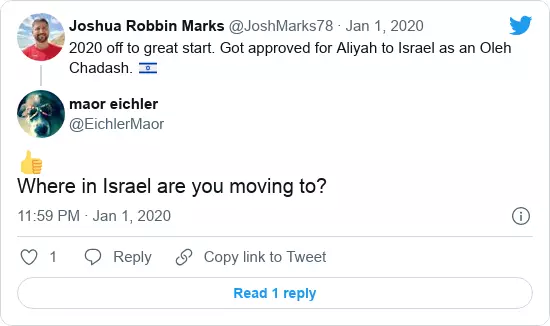 Joshua Robbin Marks @JoshMarks78 · Jan 1, 2020
2020 off to great start. Got approved for Aliyah to Israel as an Oleh
Chadash. 🇮🇱
maor eichler
@EichlerMaor
👍
Where in Israel are you moving to?
11:59 PM · Jan 1, 2020
1 Reply Copy link to Tweet
Read 1 reply